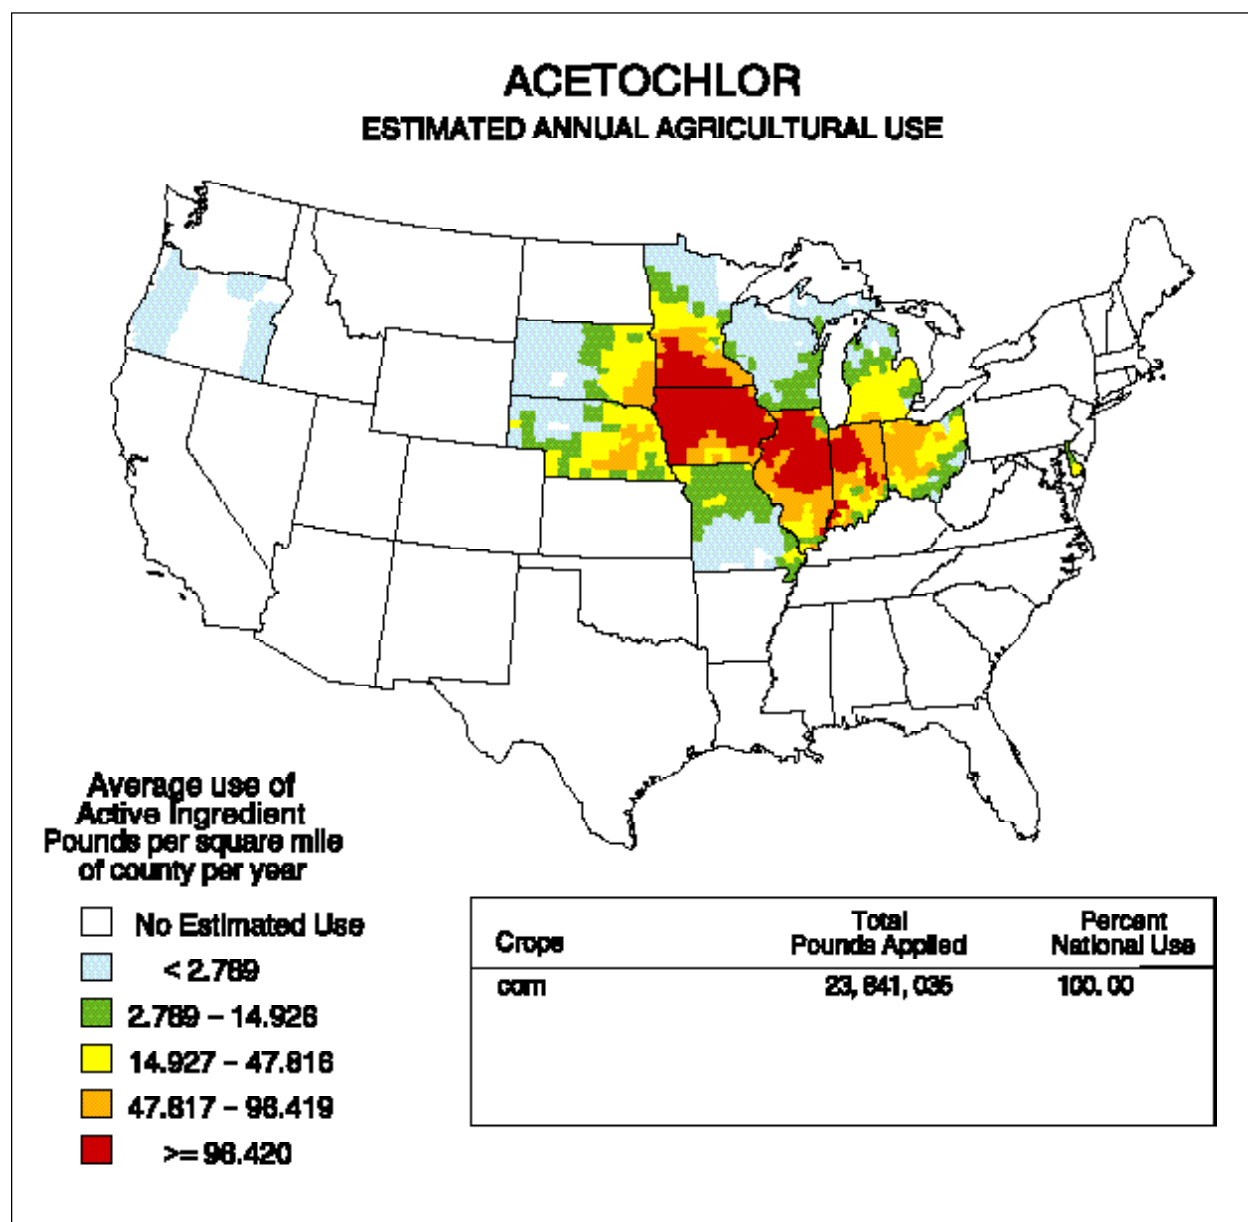 ACETOCHLOR
ESTIMATED ANNUAL AGRICULTURAL USE
Average use of
Active Ingredient
Pounds per square mile
of county per year
No Estimated Use
< 2.789
2.789 – 14.926
14.927 – 47.816
47.817 – 96.419
>= 96.420
Crops Total Pounds Applied Percent National Use
corn 23, 841, 035 100. 00